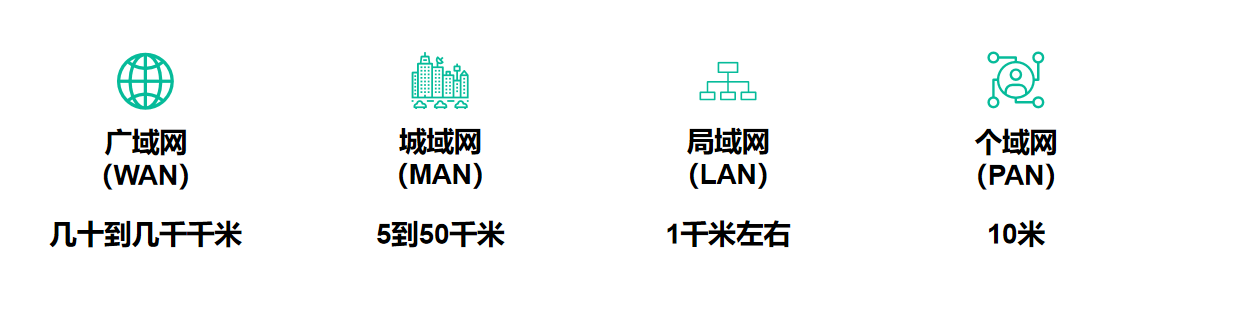 广域网
（WAN）
几十到几千千米
城域网
（MAN）
5到50千米
局域网
（LAN）
1千米左右
个域网
（PAN）
10米